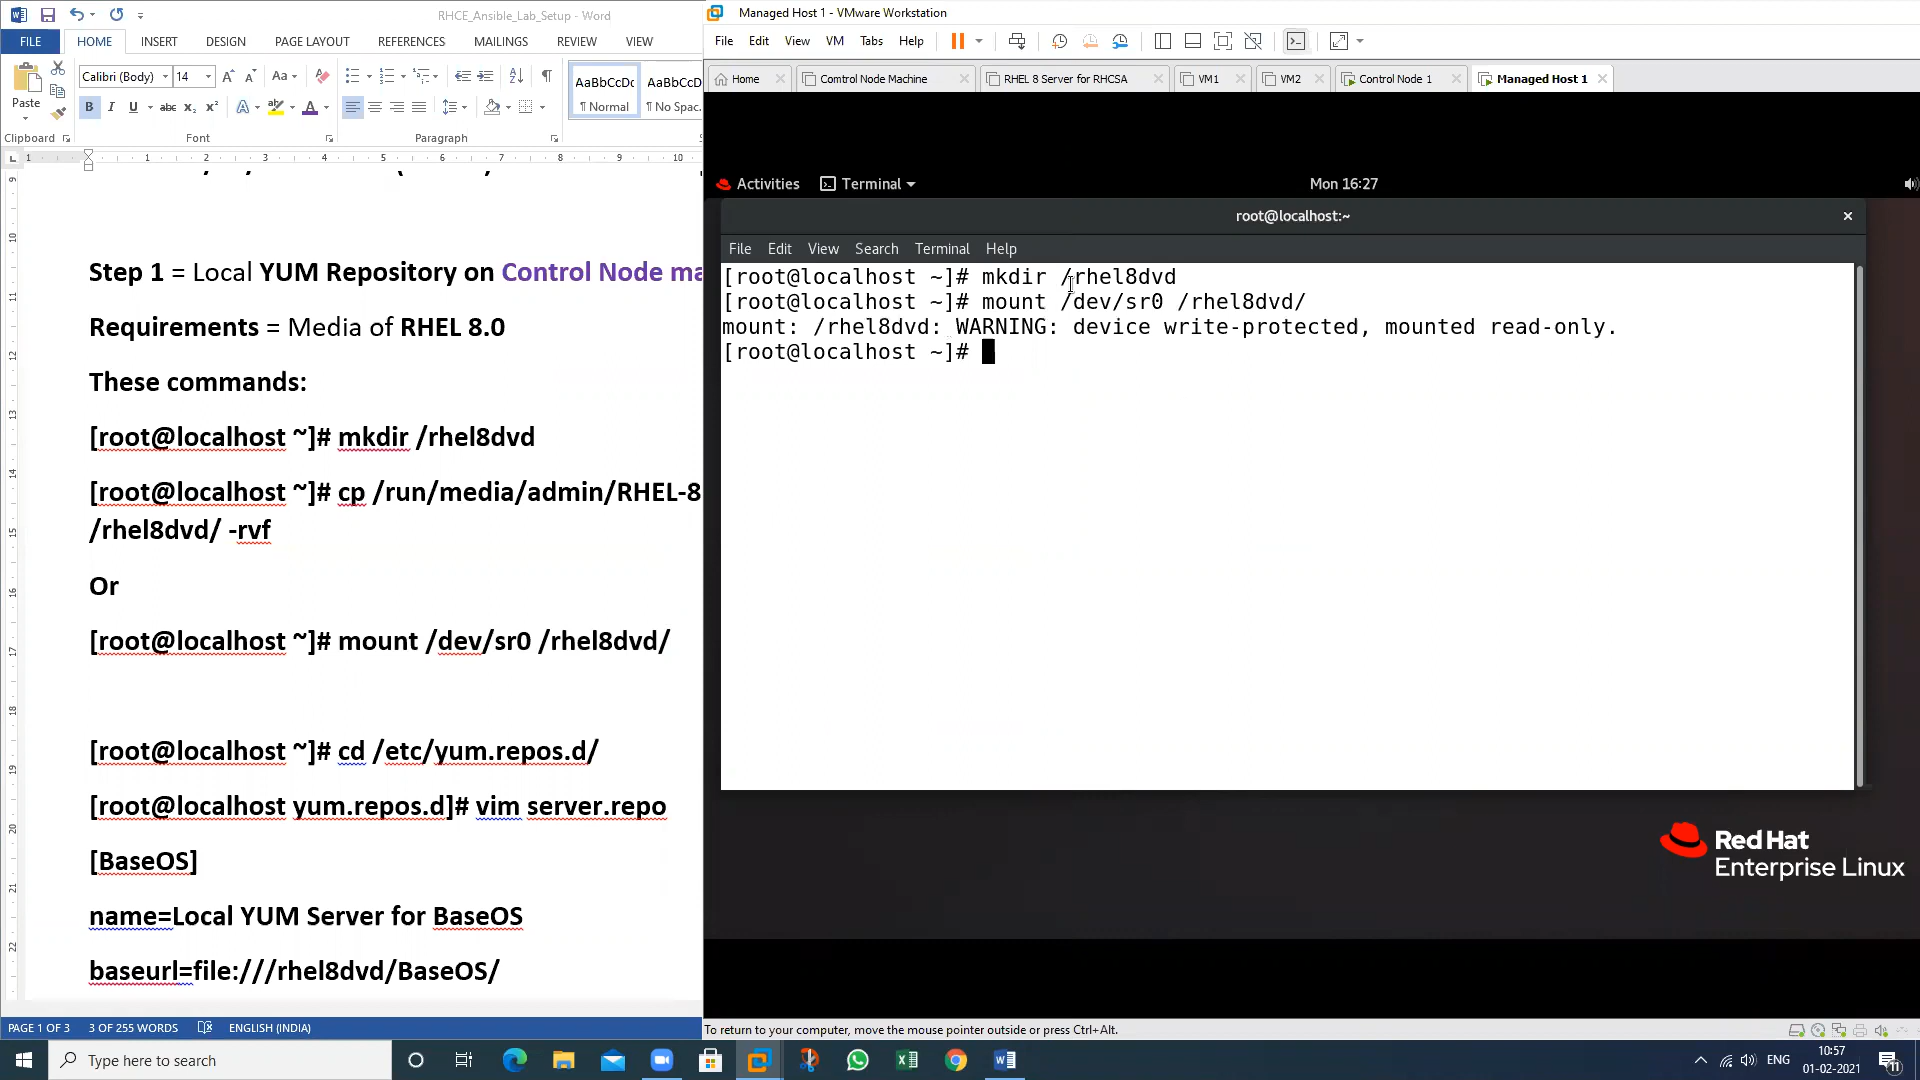 RHCE_Ansible_Lab_Setup - Word
FILE
HOME
INSERT
DESIGN
PAGE LAYOUT
REFERENCES
MAILINGS
REVIEW
VIEW
Paste
Calibri (Body)
14
Aa
B I U abc x₂ x² A
AaBbCcDc
¶ Normal
AaBbCcDc
¶ No Spac.
Clipboard
Font
Paragraph
Step 1 = Local YUM Repository on Control Node ma
Requirements = Media of RHEL 8.0
These commands:
[root@localhost ~]# mkdir /rhel8dvd
[root@localhost ~]# cp /run/media/admin/RHEL-8
/rhel8dvd/ -rvf
Or
[root@localhost ~]# mount /dev/sr0 /rhel8dvd/
[root@localhost ~]# cd /etc/yum.repos.d/
[root@localhost yum.repos.d]# vim server.repo
[BaseOS]
name=Local YUM Server for BaseOS
baseurl=file:///rhel8dvd/BaseOS/
PAGE 1 OF 3
3 OF 255 WORDS
ENGLISH (INDIA)
Managed Host 1 - VMware Workstation
File Edit View VM Tabs Help
Home
Comtrol Node Machine
RHEL 8 Server for RHCSA
VM1
VM2
Control Node 1
Managed Host 1
Activities
Terminal
Mon 16:27
root@localhost:~
File Edit View Search Terminal Help
[root@localhost ~]# mkdir /rhel8dvd
[root@localhost ~]# mount /dev/sr0 /rhel8dvd/
mount: /rhel8dvd: WARNING: device write-protected, mounted read-only.
[root@localhost ~]#
Red Hat
Enterprise Linux
To return to your computer, move the mouse pointer outside or press Ctrl+Alt.
Type here to search
ENG
10:57
01-02-2021
11